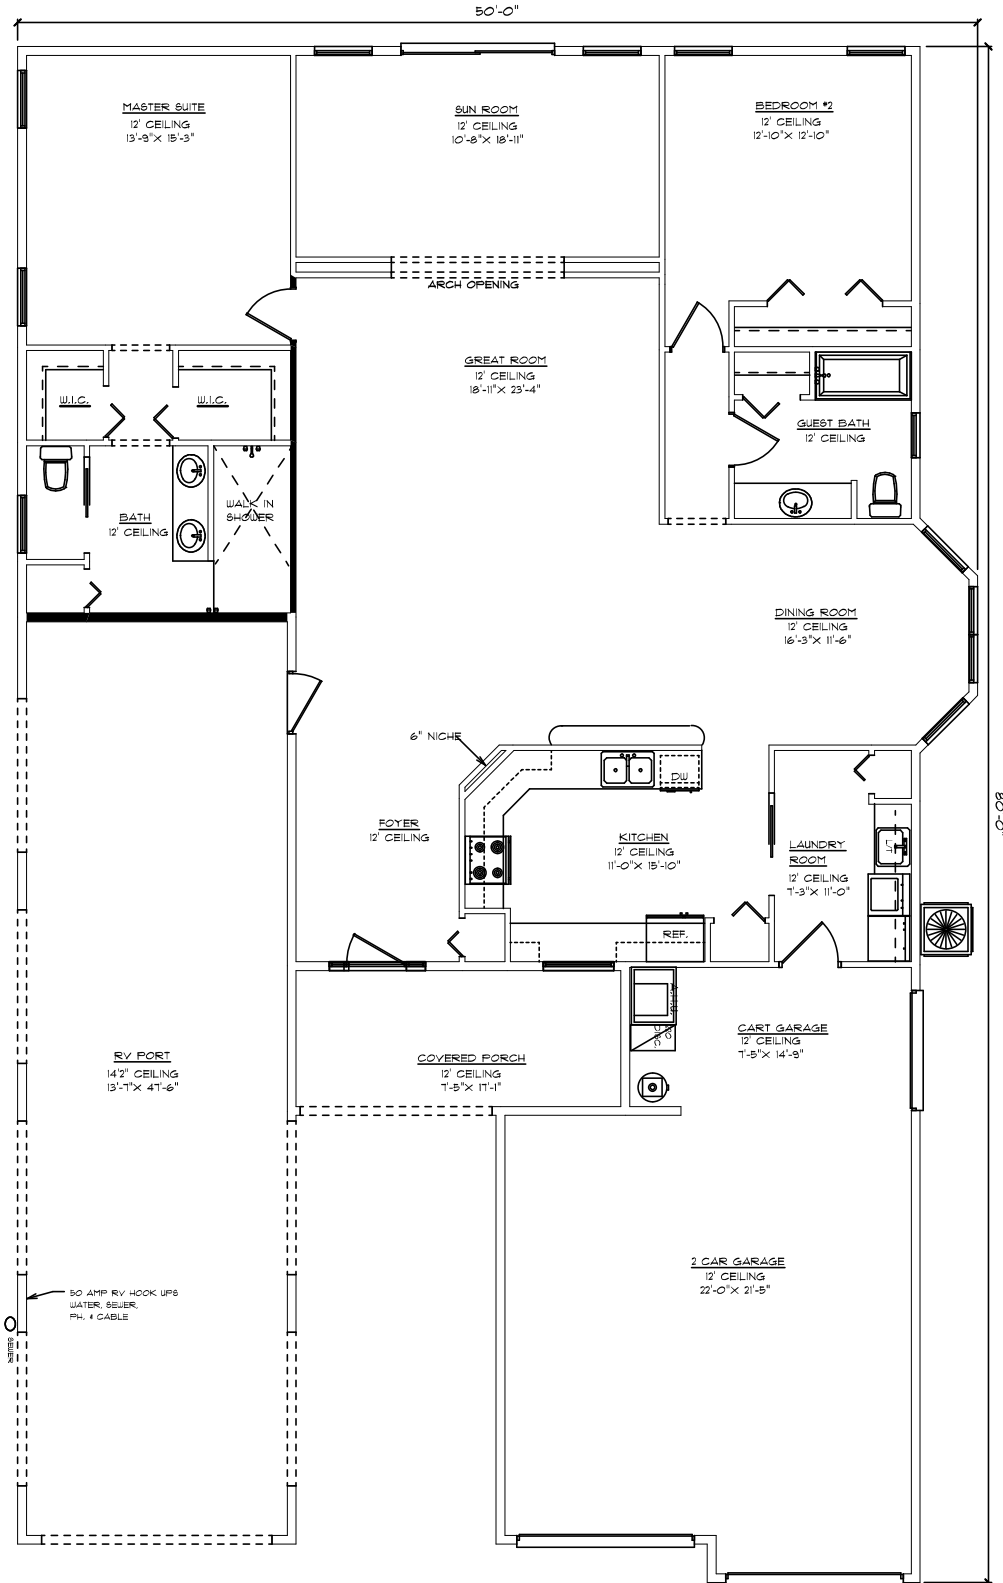 50'-0"
MASTER SUITE
12' CEILING
13'-9"X 15'-3"
SUN ROOM
12' CEILING
10'-8"X 18'-11"
BEDROOM #2
12' CEILING
12'-10"X 12'-10"
ARCH OPENING
GREAT ROOM
12' CEILING
18'-11"X 23'-4"
W.I.C.
W.I.C.
GUEST BATH
12' CEILING
WALK IN
SHOWER
BATH
12' CEILING
DINING ROOM
12' CEILING
16'-3"X 11'-6"
6" NICHE
DW
80'-0"
FOYER
12' CEILING
KITCHEN
12' CEILING
11'-0"X 15'-10"
LAUNDRY
ROOM
12' CEILING
7'-3"X 11'-0"
L/T
REF.
A.H.U.
DISC.
CART GARAGE
12' CEILING
7'-5"X 14'-9"
RV PORT
14'2" CEILING
13'-7"X 47'-6"
COVERED PORCH
12' CEILING
7'-5"X 17'-1"
2 CAR GARAGE
12' CEILING
22'-0"X 21'-5"
50 AMP RV HOOK UPS
WATER, SEWER,
PH. & CABLE
SEWER